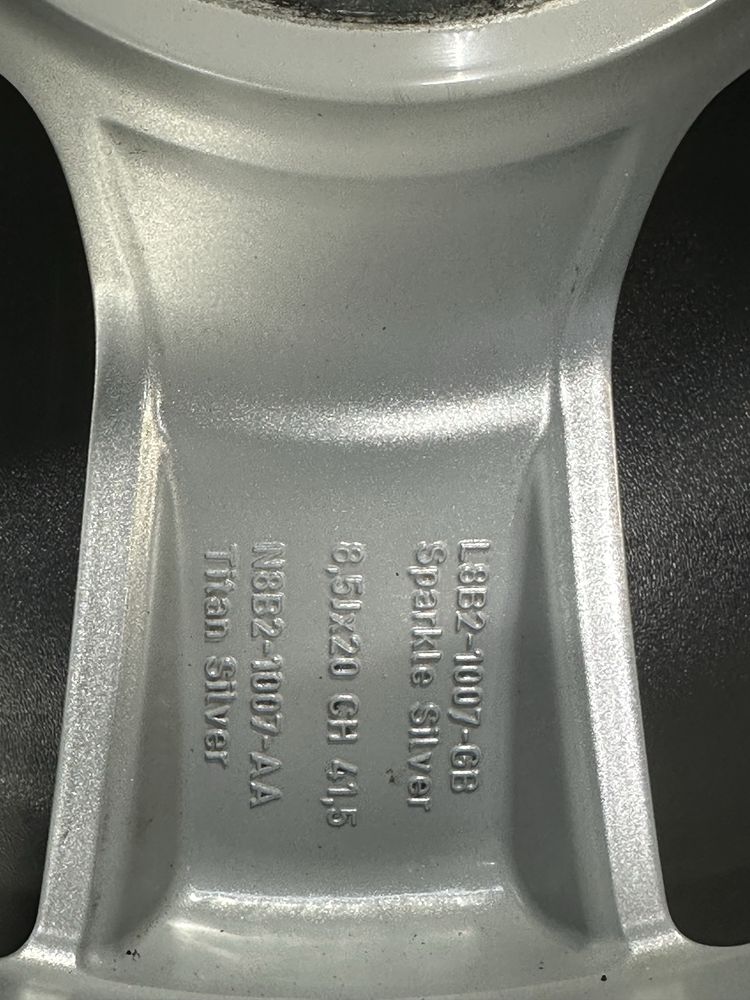 L8B2-1007-GB
Sparkle Silver
8,5Jx20 CH 41,5
N8B2-1007-AA
Titan Silver